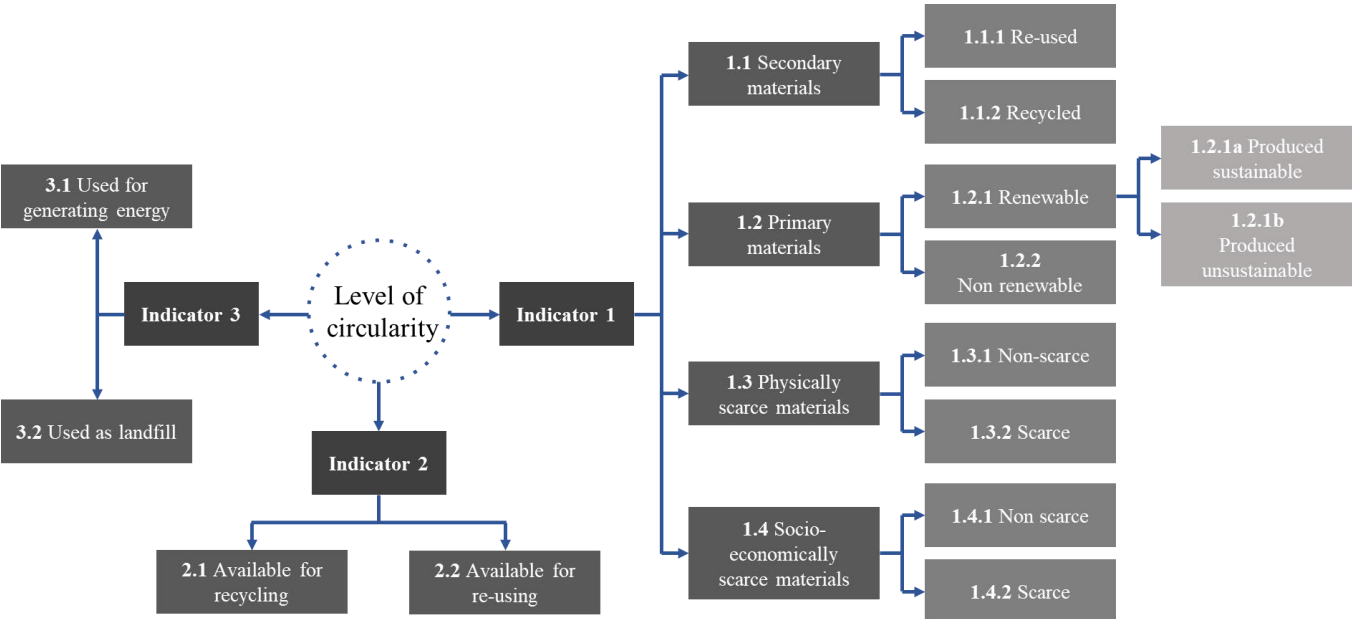 Level of
circularity
Indicator 1
1.1 Secondary
materials
1.1.1 Re-used
1.1.2 Recycled
1.2 Primary
materials
1.2.1 Renewable
1.2.1a Produced
sustainable
1.2.1b
Produced
unsustainable
1.2.2
Non renewable
1.3 Physically
scarce materials
1.3.1 Non-scarce
1.3.2 Scarce
1.4 Socio-
economically
scarce materials
1.4.1 Non scarce
1.4.2 Scarce
Indicator 2
2.1 Available for
recycling
2.2 Available for
re-using
Indicator 3
3.1 Used for
generating energy
3.2 Used as landfill